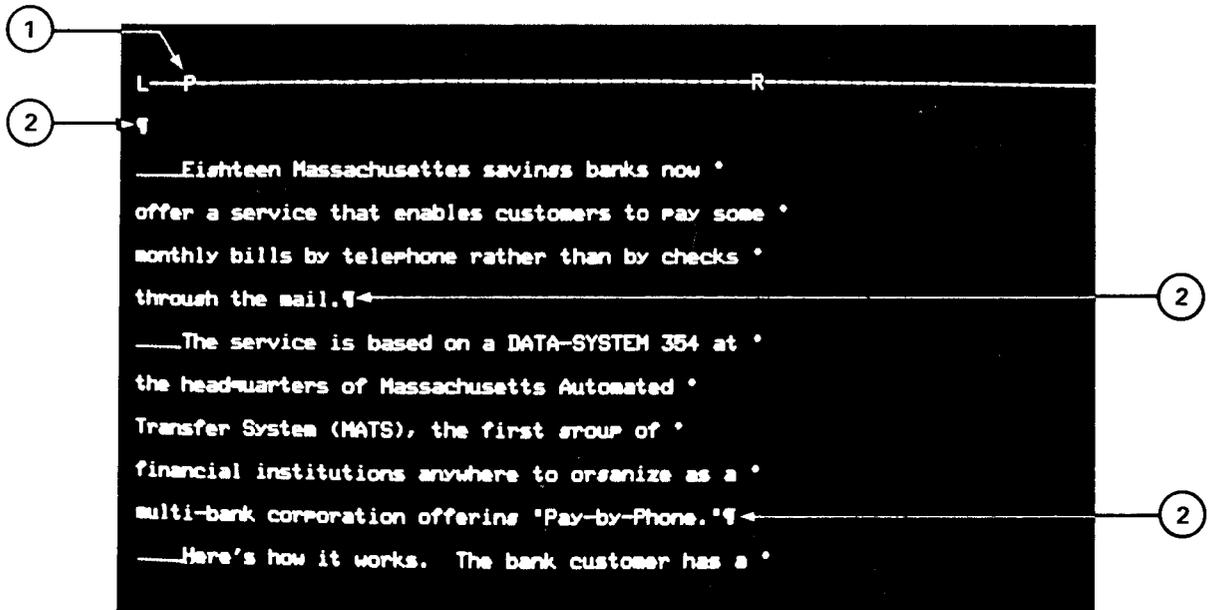 1
L P R
2 ¶
Eighteen Massachusettes savings banks now
offer a service that enables customers to pay some
monthly bills by telephone rather than by checks
through the mail.¶ 2
The service is based on a DATA-SYSTEM 354 at
the headquarters of Massachusetts Automated
Transfer System (MATS), the first group of
financial institutions anywhere to organize as a
multi-bank corporation offering "Pay-by-Phone."¶ 2
Here's how it works. The bank customer has a